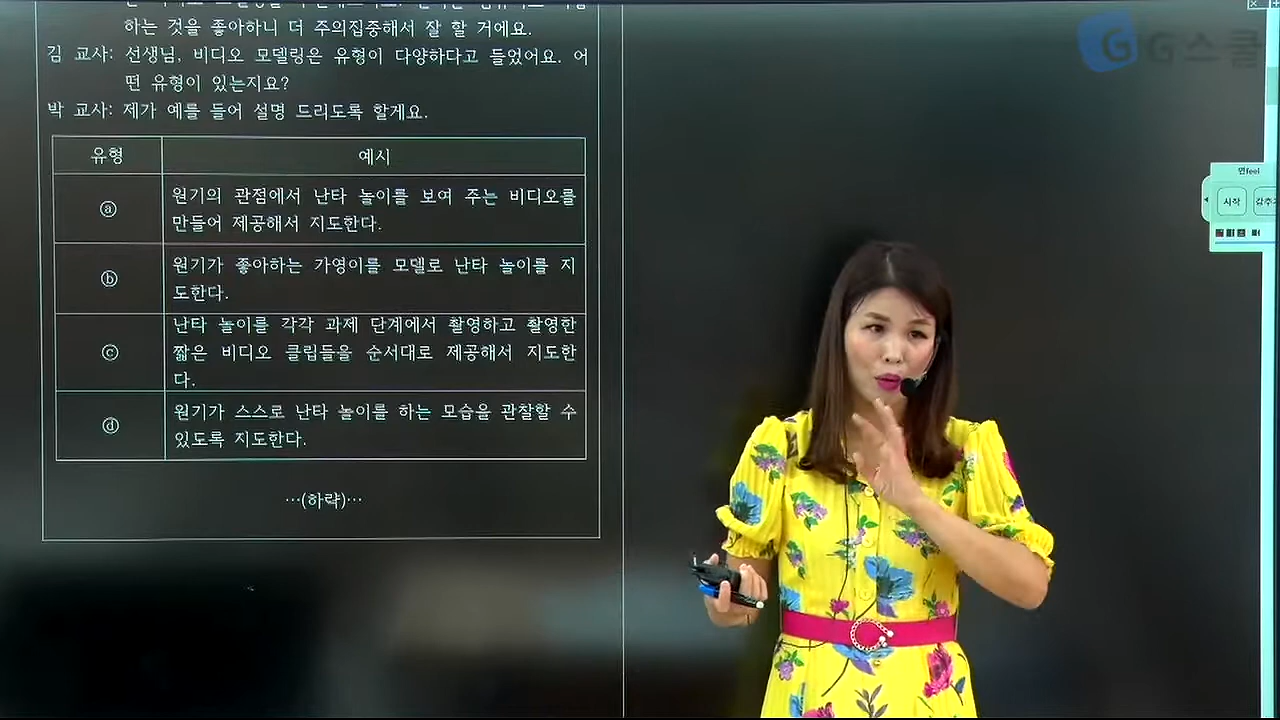 하는 것을 좋아하니 더 주의집중해서 잘 할 거에요.
김 교사: 선생님, 비디오 모델링은 유형이 다양하다고 들었어요. 어
떤 유형이 있는지요?
박 교사: 제가 예를 들어 설명 드리도록 할게요.
유형 예시
ⓐ 원기의 관점에서 난타 놀이를 보여 주는 비디오를
만들어 제공해서 지도한다.
ⓑ 원기가 좋아하는 가영이를 모델로 난타 놀이를 지
도한다.
난타 놀이를 각각 과제 단계에서 촬영하고 촬영한
ⓒ 짧은 비디오 클립들을 순서대로 제공해서 지도한
다.
ⓓ 원기가 스스로 난타 놀이를 하는 모습을 관찰할 수
있도록 지도한다.
…(하략)…
G스쿨
연feel
시작
감추기